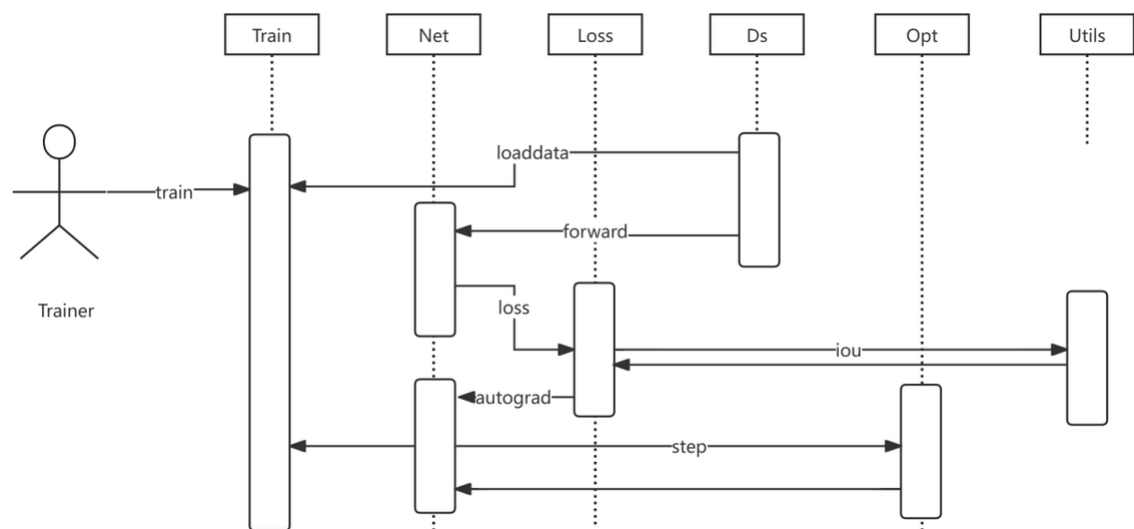 Train
Net
Loss
Ds
Opt
Utils
loaddata
train
forward
Trainer
loss
iou
autograd
step